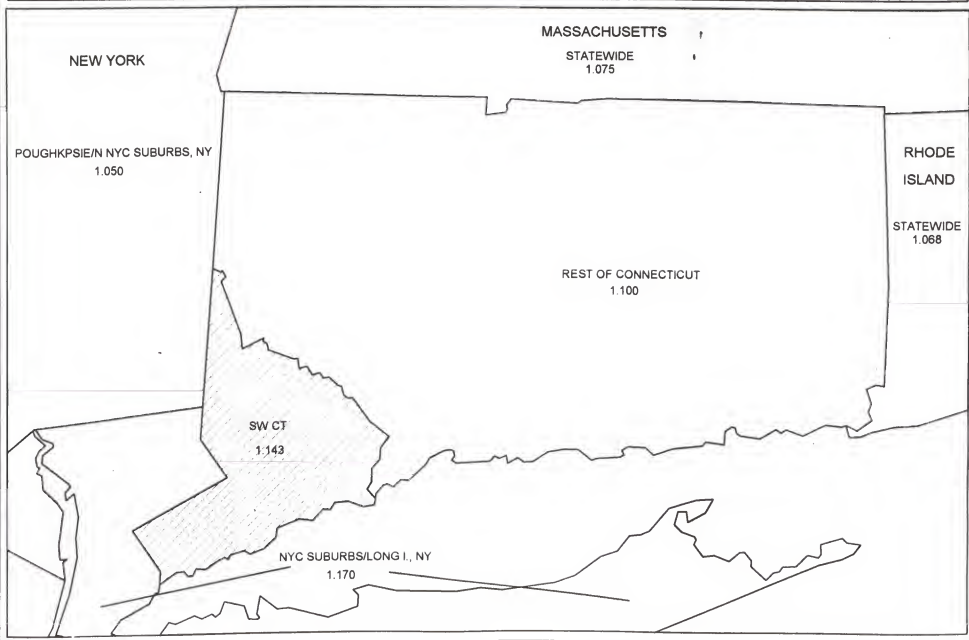 NEW YORK
MASSACHUSETTS
STATEWIDE
1.075
POUGHKPSIE/N NYC SUBURBS, NY
1.050
RHODE
ISLAND
STATEWIDE
1.068
REST OF CONNECTICUT
1.100
SW CT
1.143
NYC SUBURBS/LONG I., NY
1.170